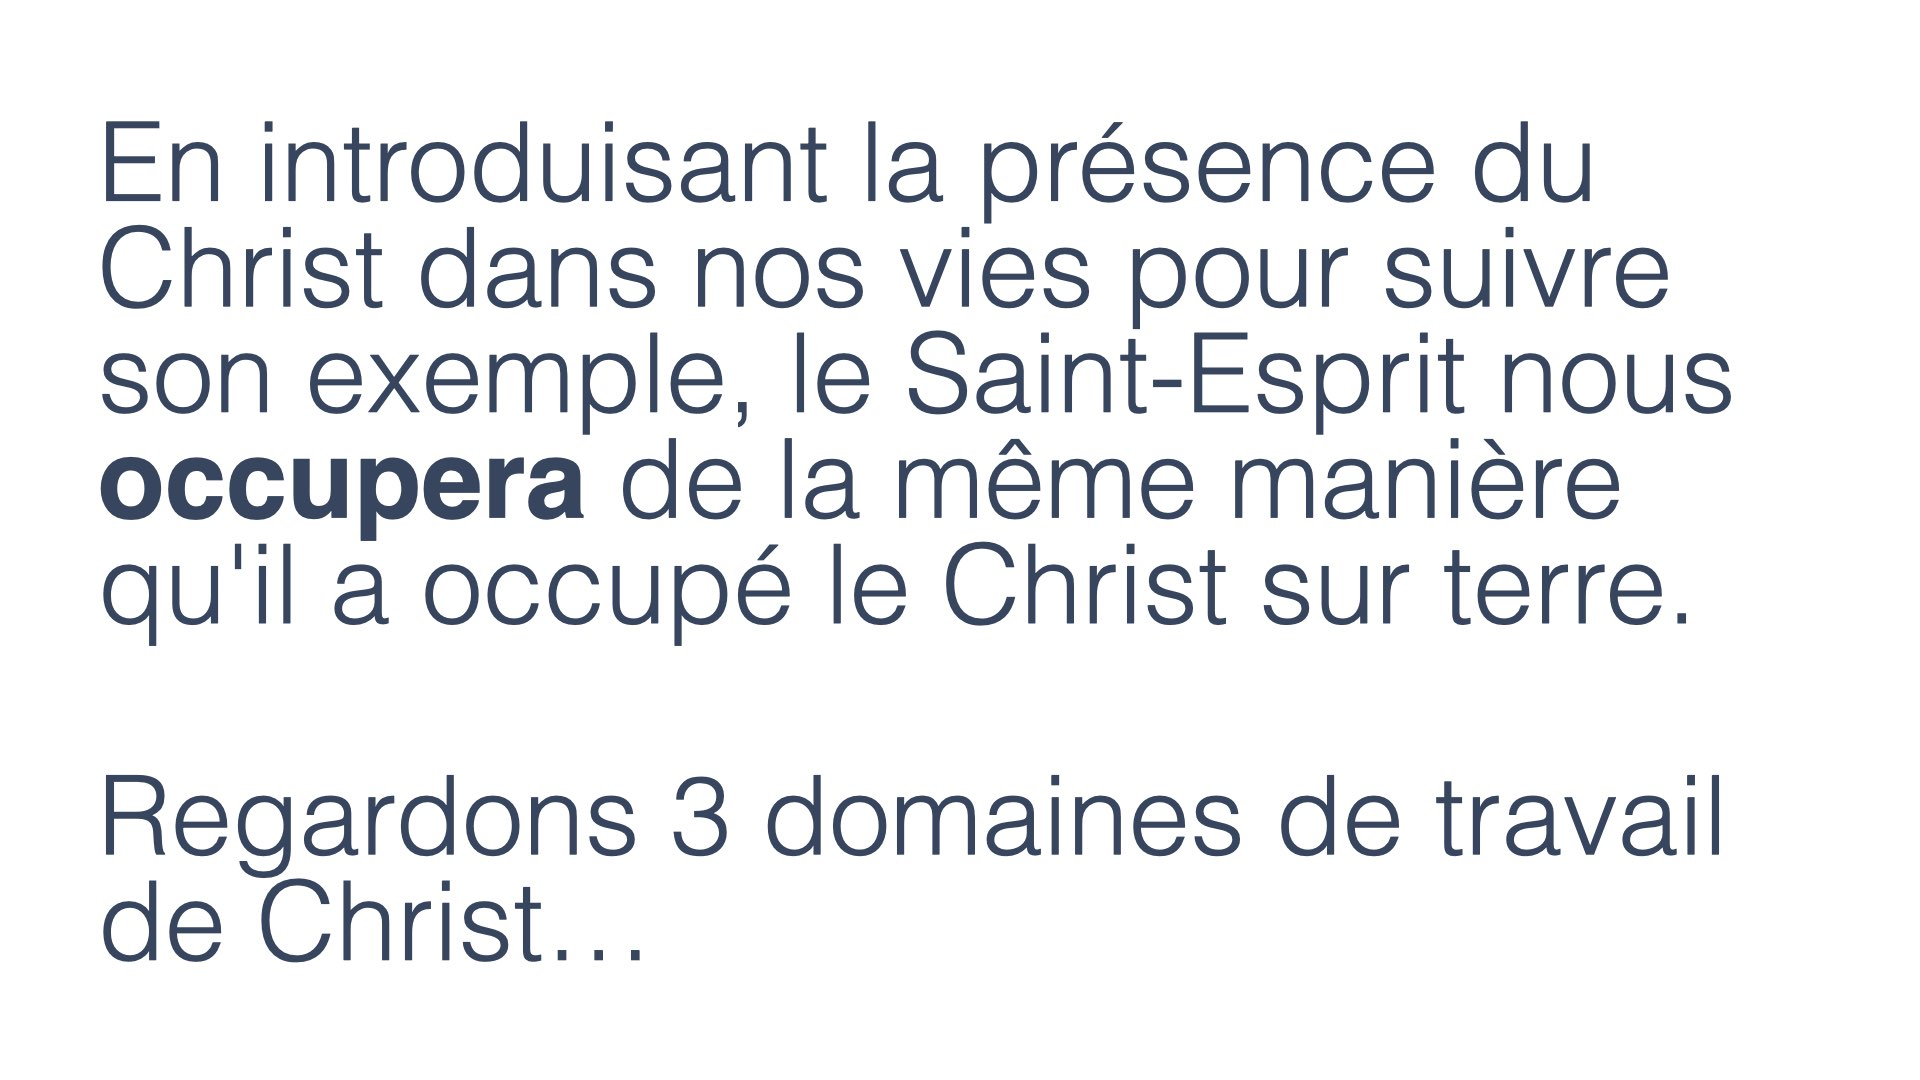 En introduisant la présence du
Christ dans nos vies pour suivre
son exemple, le Saint-Esprit nous
occupera de la même manière
qu'il a occupé le Christ sur terre.
Regardons 3 domaines de travail
de Christ…